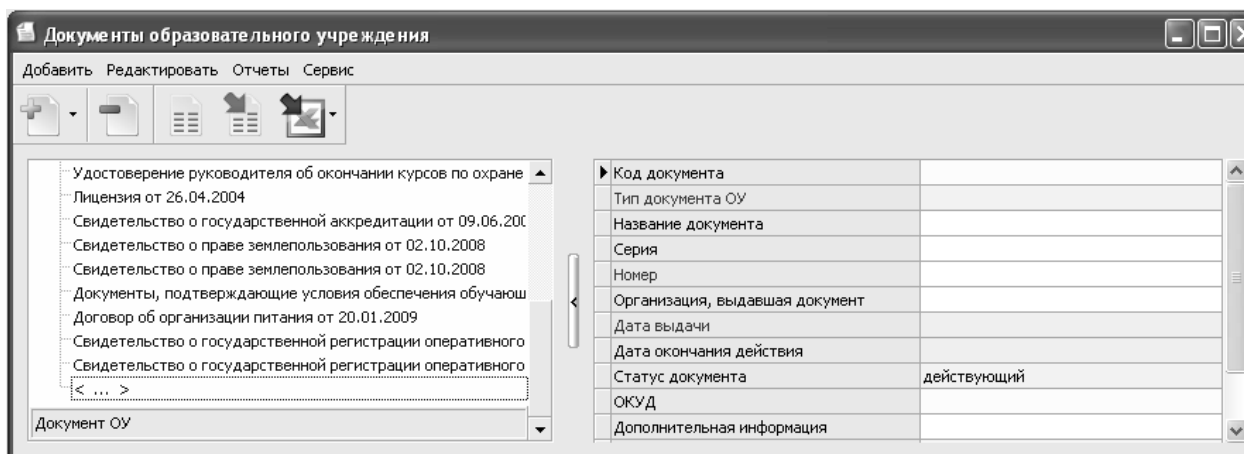 Документы образовательного учреждения
Добавить Редактировать Отчеты Сервис
Удостоверение руководителя об окончании курсов по охране
Лицензия от 26.04.2004
Свидетельство о государственной аккредитации от 09.06.200
Свидетельство о праве землепользования от 02.10.2008
Свидетельство о праве землепользования от 02.10.2008
Документы, подтверждающие условия обеспечения обучающ
Договор об организации питания от 20.01.2009
Свидетельство о государственной регистрации оперативного
Свидетельство о государственной регистрации оперативного
< ... >
Документ ОУ
Код документа
Тип документа ОУ
Название документа
Серия
Номер
Организация, выдавшая документ
Дата выдачи
Дата окончания действия
Статус документа действующий
ОКУД
Дополнительная информация